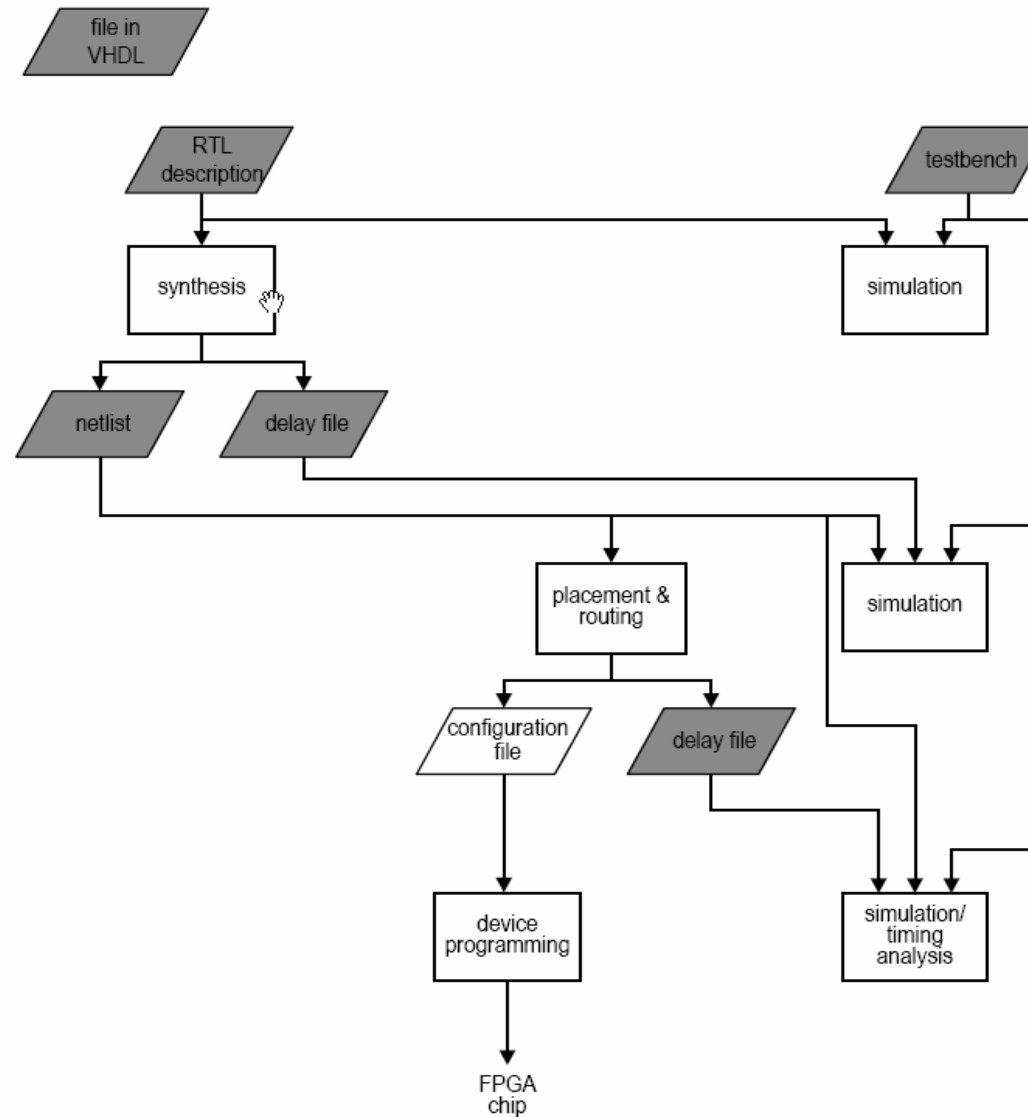 file in
VHDL
RTL
description
testbench
synthesis
simulation
netlist
delay file
placement &
routing
simulation
configuration
file
delay file
device
programming
simulation/
timing
analysis
FPGA
chip